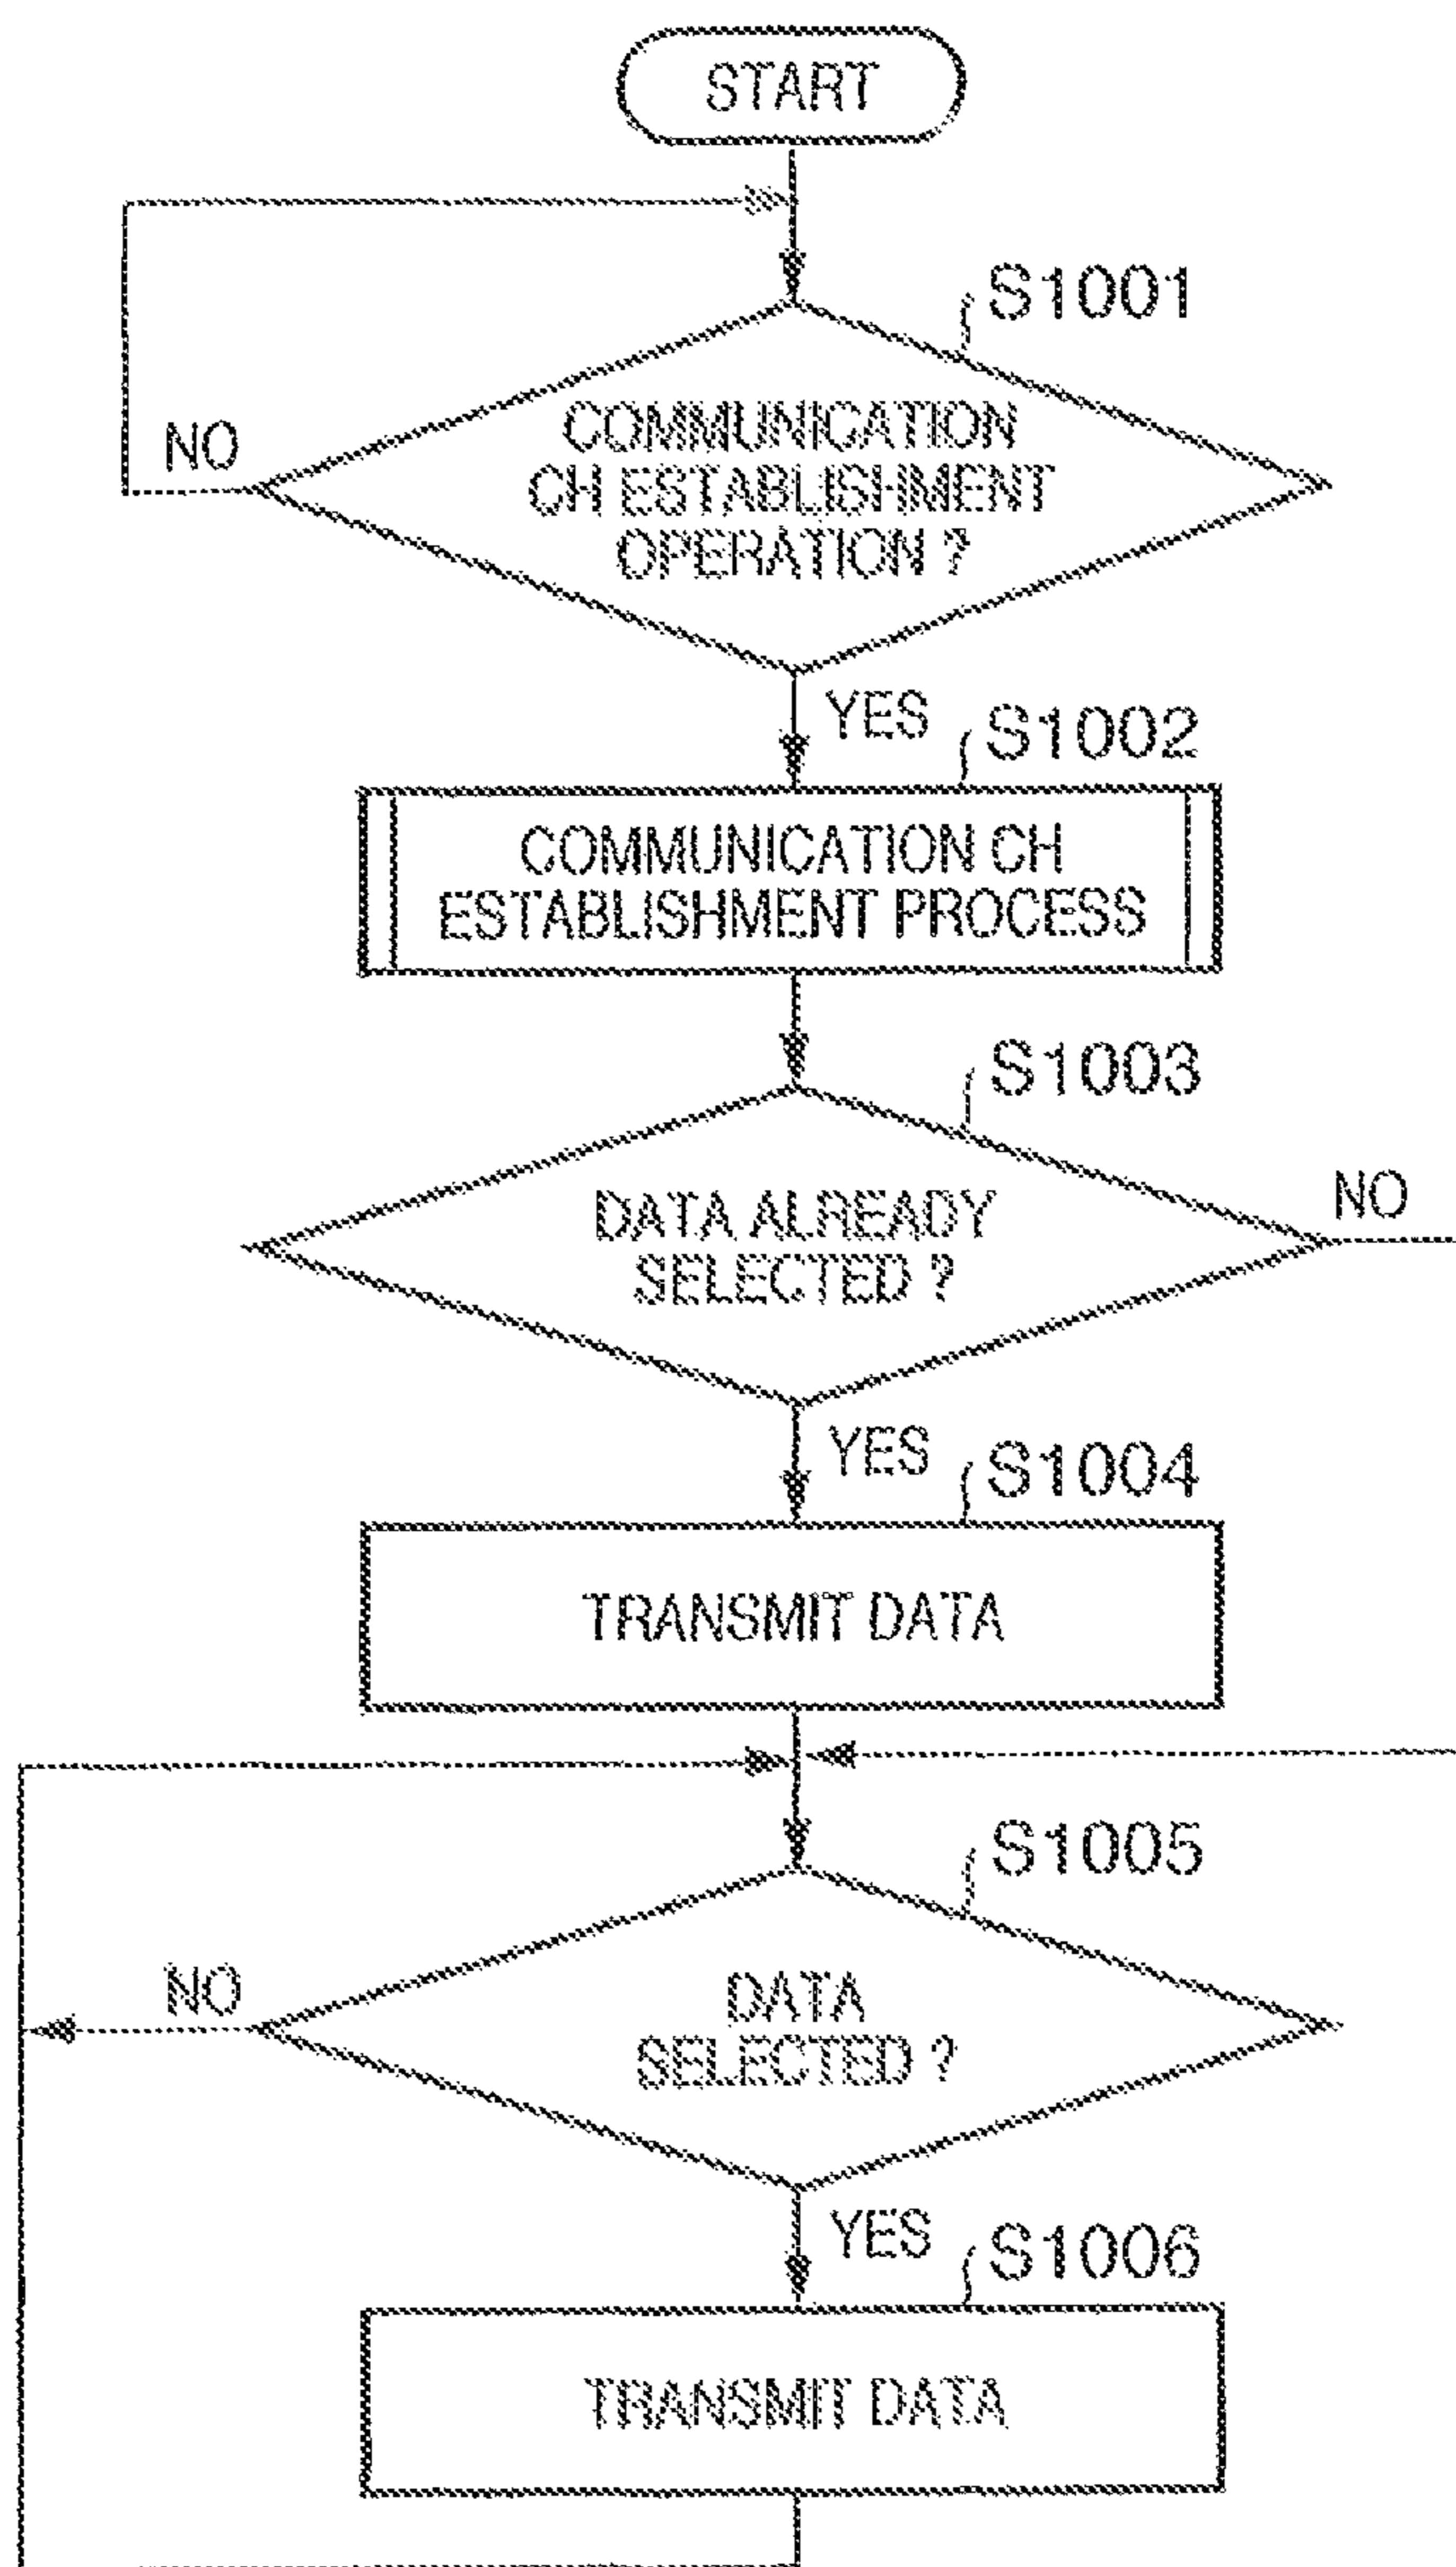 START
S1001
COMMUNICATION
CH ESTABLISHMENT
OPERATION ?
NO
YES
S1002
COMMUNICATION CH
ESTABLISHMENT PROCESS
S1003
DATA ALREADY
SELECTED ?
NO
YES
S1004
TRANSMIT DATA
S1005
DATA
SELECTED ?
NO
YES
S1006
TRANSMIT DATA